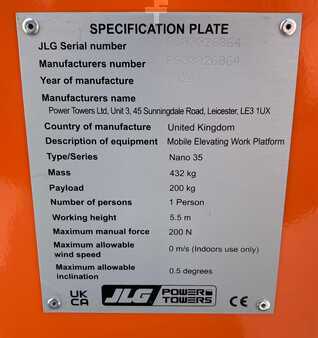 SPECIFICATION PLATE
JLG Serial number
Manufacturers number
Year of manufacture
Manufacturers name
Power Towers Ltd, Unit 3, 45 Sunningdale Road, Leicester, LE3 1UX
Country of manufacture United Kingdom
Description of equipment Mobile Elevating Work Platform
Type/Series Nano 35
Mass 432 kg
Payload 200 kg
Number of persons 1 Person
Working height 5.5 m
Maximum manual force 200 N
Maximum allowable
wind speed 0 m/s (Indoors use only)
Maximum allowable
inclination 0.5 degrees
UK
CA JLG POWER
TOWERS CE